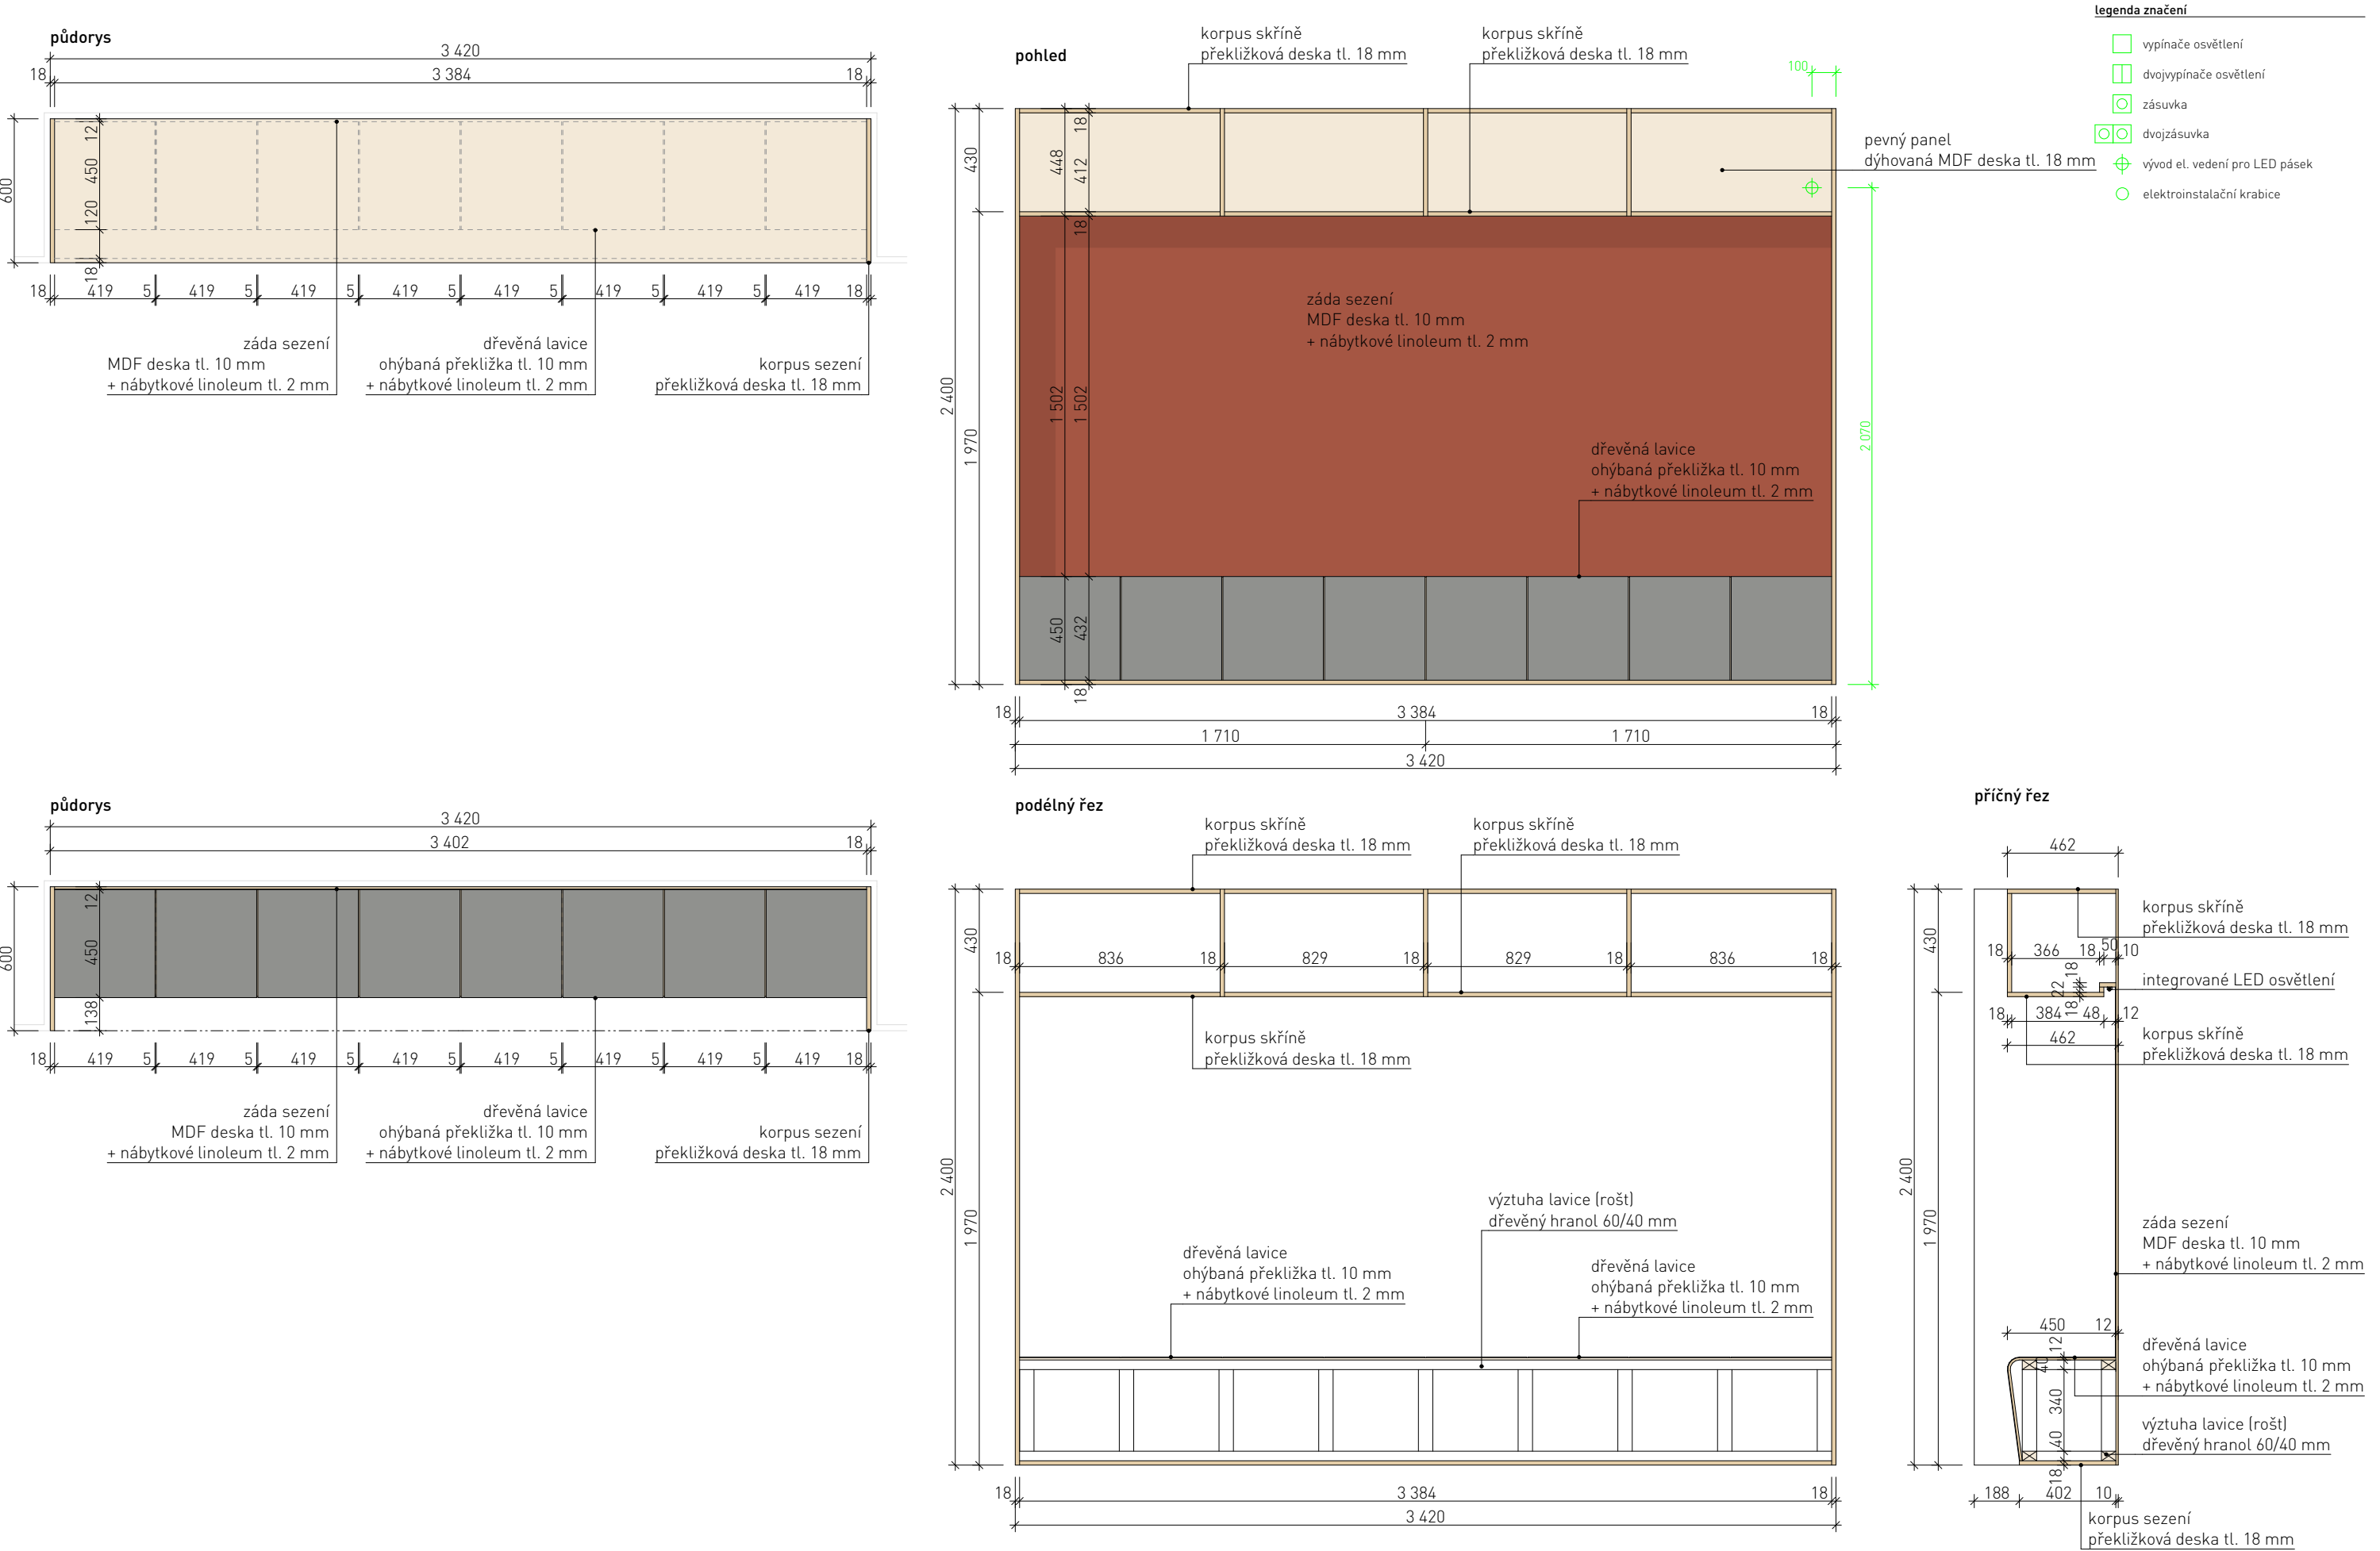 půdorys
3 420
18
3 384
18
600
12
450
120
18
18
419
5
419
5
419
5
419
5
419
5
419
5
419
5
419
18
záda sezení
MDF deska tl. 10 mm
+ nábytkové linoleum tl. 2 mm
dřevěná lavice
ohýbaná překližka tl. 10 mm
+ nábytkové linoleum tl. 2 mm
korpus sezení
překližková deska tl. 18 mm
pohled
korpus skříně
překližková deska tl. 18 mm
korpus skříně
překližková deska tl. 18 mm
100
pevný panel
dýhovaná MDF deska tl. 18 mm
2 400
430
1 970
448
1 502
450
18
412
18
1 502
432
18
záda sezení
MDF deska tl. 10 mm
+ nábytkové linoleum tl. 2 mm
dřevěná lavice
ohýbaná překližka tl. 10 mm
+ nábytkové linoleum tl. 2 mm
2 070
18
3 384
18
1 710
1 710
3 420
legenda značení
vypínače osvětlení
dvojvypínače osvětlení
zásuvka
dvojzásuvka
vývod el. vedení pro LED pásek
elektroinstalační krabice
půdorys
3 420
3 402
18
600
12
450
138
18
419
5
419
5
419
5
419
5
419
5
419
5
419
5
419
18
záda sezení
MDF deska tl. 10 mm
+ nábytkové linoleum tl. 2 mm
dřevěná lavice
ohýbaná překližka tl. 10 mm
+ nábytkové linoleum tl. 2 mm
korpus sezení
překližková deska tl. 18 mm
podélný řez
korpus skříně
překližková deska tl. 18 mm
korpus skříně
překližková deska tl. 18 mm
2 400
430
1 970
18
836
18
829
18
829
18
836
18
korpus skříně
překližková deska tl. 18 mm
výztuha lavice (rošt)
dřevěný hranol 60/40 mm
dřevěná lavice
ohýbaná překližka tl. 10 mm
+ nábytkové linoleum tl. 2 mm
dřevěná lavice
ohýbaná překližka tl. 10 mm
+ nábytkové linoleum tl. 2 mm
18
3 384
18
3 420
příčný řez
462
2 400
430
1 970
korpus skříně
překližková deska tl. 18 mm
18
366
18
50
10
18
22
18
integrované LED osvětlení
18
384
48
12
462
korpus skříně
překližková deska tl. 18 mm
záda sezení
MDF deska tl. 10 mm
+ nábytkové linoleum tl. 2 mm
450
12
12
40
340
40
18
dřevěná lavice
ohýbaná překližka tl. 10 mm
+ nábytkové linoleum tl. 2 mm
výztuha lavice (rošt)
dřevěný hranol 60/40 mm
188
402
10
korpus sezení
překližková deska tl. 18 mm